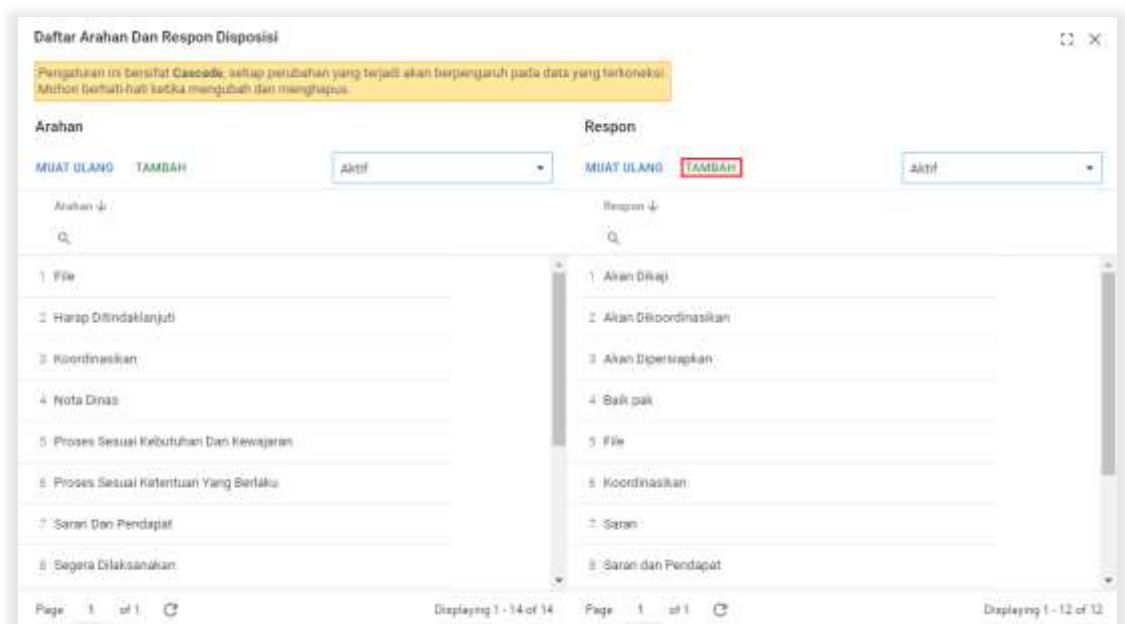 Daftar Arahan Dan Respon Disposisi
Pengaturan ini bersifat Cascade, setiap perubahan yang terjadi akan berpengaruh pada data yang terkoneksi.
Mohon berhati-hati ketika mengubah dan menghapus.
Arahan
MUAT ULANG TAMBAH Aktif
Arahan ↓
1 File
2 Harap Ditindaklanjuti
3 Koordinasikan
4 Nota Dinas
5 Proses Sesuai Kebutuhan Dan Kewajaran
6 Proses Sesuai Ketentuan Yang Berlaku
7 Saran Dan Pendapat
8 Segera Dilaksanakan
Page 1 of 1 Displaying 1 - 14 of 14
Respon
MUAT ULANG TAMBAH Aktif
Respon ↓
1 Akan Dikaji
2 Akan Dikoordinasikan
3 Akan Dipersiapkan
4 Baik pak
5 File
6 Koordinasikan
7 Saran
8 Saran dan Pendapat
Page 1 of 1 Displaying 1 - 12 of 12